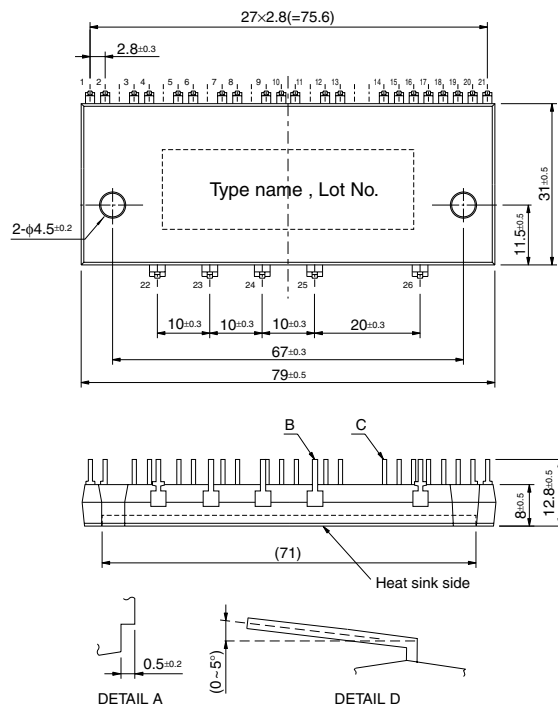 27×2.8(=75.6)
2.8±0.3
1 2 3 4 5 6 7 8 9 10 11 12 13 14 15 16 17 18 19 20 21
Type name , Lot No.
2-φ4.5±0.2
31±0.5
11.5±0.5
22 23 24 25 26
10±0.3 10±0.3 10±0.3 20±0.3
67±0.3
79±0.5
B C
8±0.5
12.8±0.5
(71)
Heat sink side
0.5±0.2
(0~5°)
DETAIL A DETAIL D